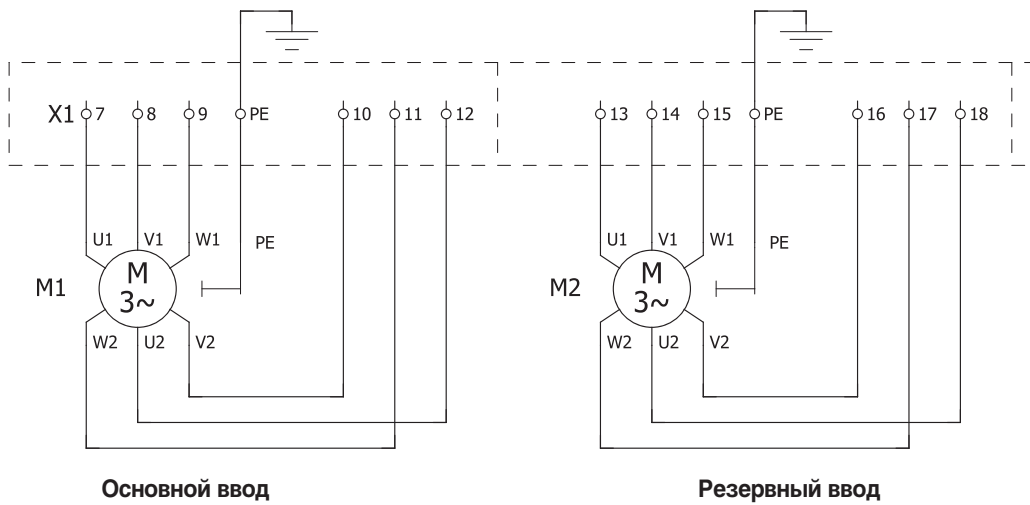 X1 7 8 9 PE 10 11 12 13 14 15 PE 16 17 18
U1 V1 W1 PE U1 V1 W1 PE
M1 M 3~ M2 M 3~
W2 U2 V2 W2 U2 V2
Основной ввод Резервный ввод